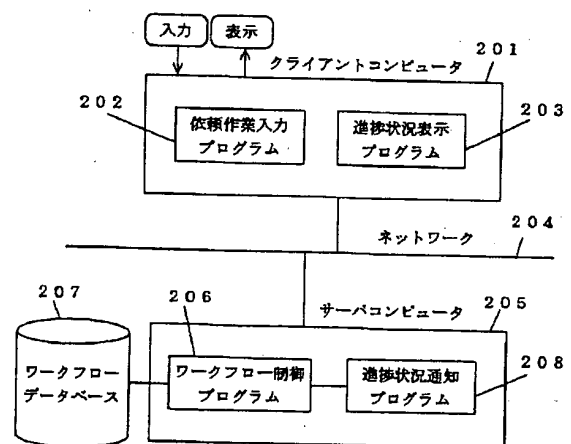 入力
表示
クライアントコンピュータ
201
202
依頼作業入力
プログラム
進捗状況表示
プログラム
203
ネットワーク
204
207
206
サーバコンピュータ
205
ワークフロー
データベース
ワークフロー制御
プログラム
進捗状況通知
プログラム
208